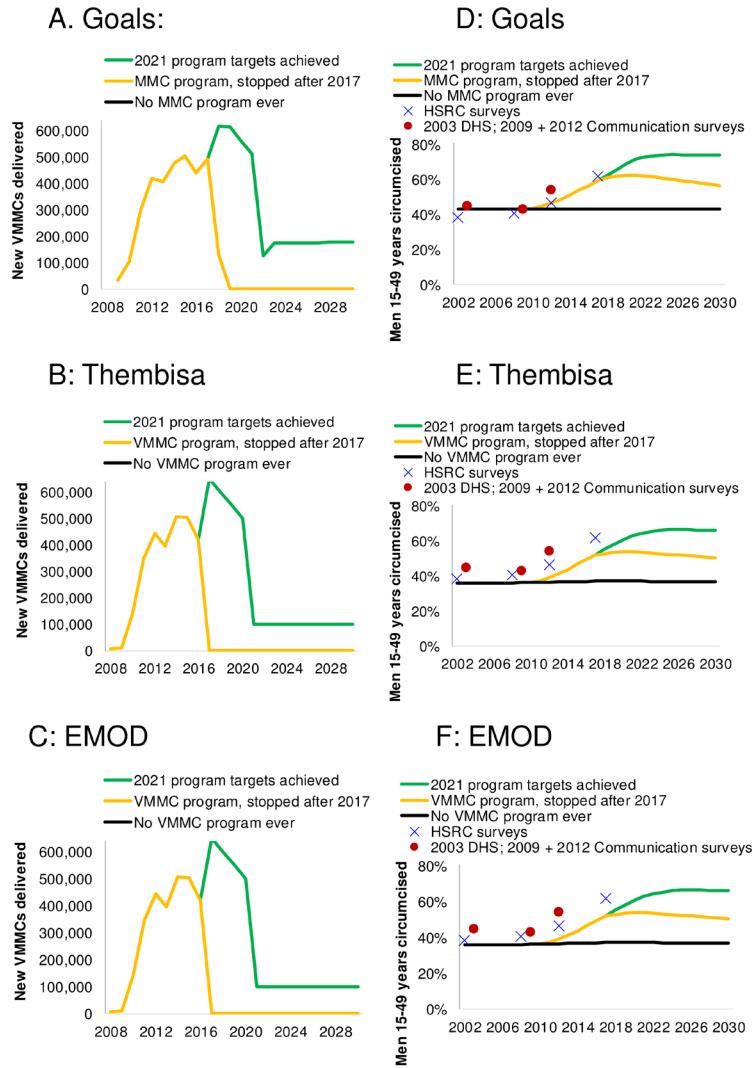 A. Goals:
2021 program targets achieved
MMC program, stopped after 2017
No MMC program ever
New VMMCs delivered
600,000
500,000
400,000
300,000
200,000
100,000
0
2008 2012 2016 2020 2024 2028
D: Goals
2021 program targets achieved
MMC program, stopped after 2017
No MMC program ever
HSRC surveys
2003 DHS; 2009 + 2012 Communication surveys
Men 15-49 years circumcised
80%
60%
40%
20%
0%
2002 2006 2010 2014 2018 2022 2026 2030
B: Thembisa
2021 program targets achieved
VMMC program, stopped after 2017
No VMMC program ever
New VMMCs delivered
600,000
500,000
400,000
300,000
200,000
100,000
0
2008 2012 2016 2020 2024 2028
E: Thembisa
2021 program targets achieved
VMMC program, stopped after 2017
No VMMC program ever
HSRC surveys
2003 DHS; 2009 + 2012 Communication surveys
Men 15-49 years circumcised
80%
60%
40%
20%
0%
2002 2006 2010 2014 2018 2022 2026 2030
C: EMOD
2021 program targets achieved
VMMC program, stopped after 2017
No VMMC program ever
New VMMCs delivered
600,000
500,000
400,000
300,000
200,000
100,000
0
2008 2012 2016 2020 2024 2028
F: EMOD
2021 program targets achieved
VMMC program, stopped after 2017
No VMMC program ever
HSRC surveys
2003 DHS; 2009 + 2012 Communication surveys
Men 15-49 years circumcised
80%
60%
40%
20%
0%
2002 2006 2010 2014 2018 2022 2026 2030